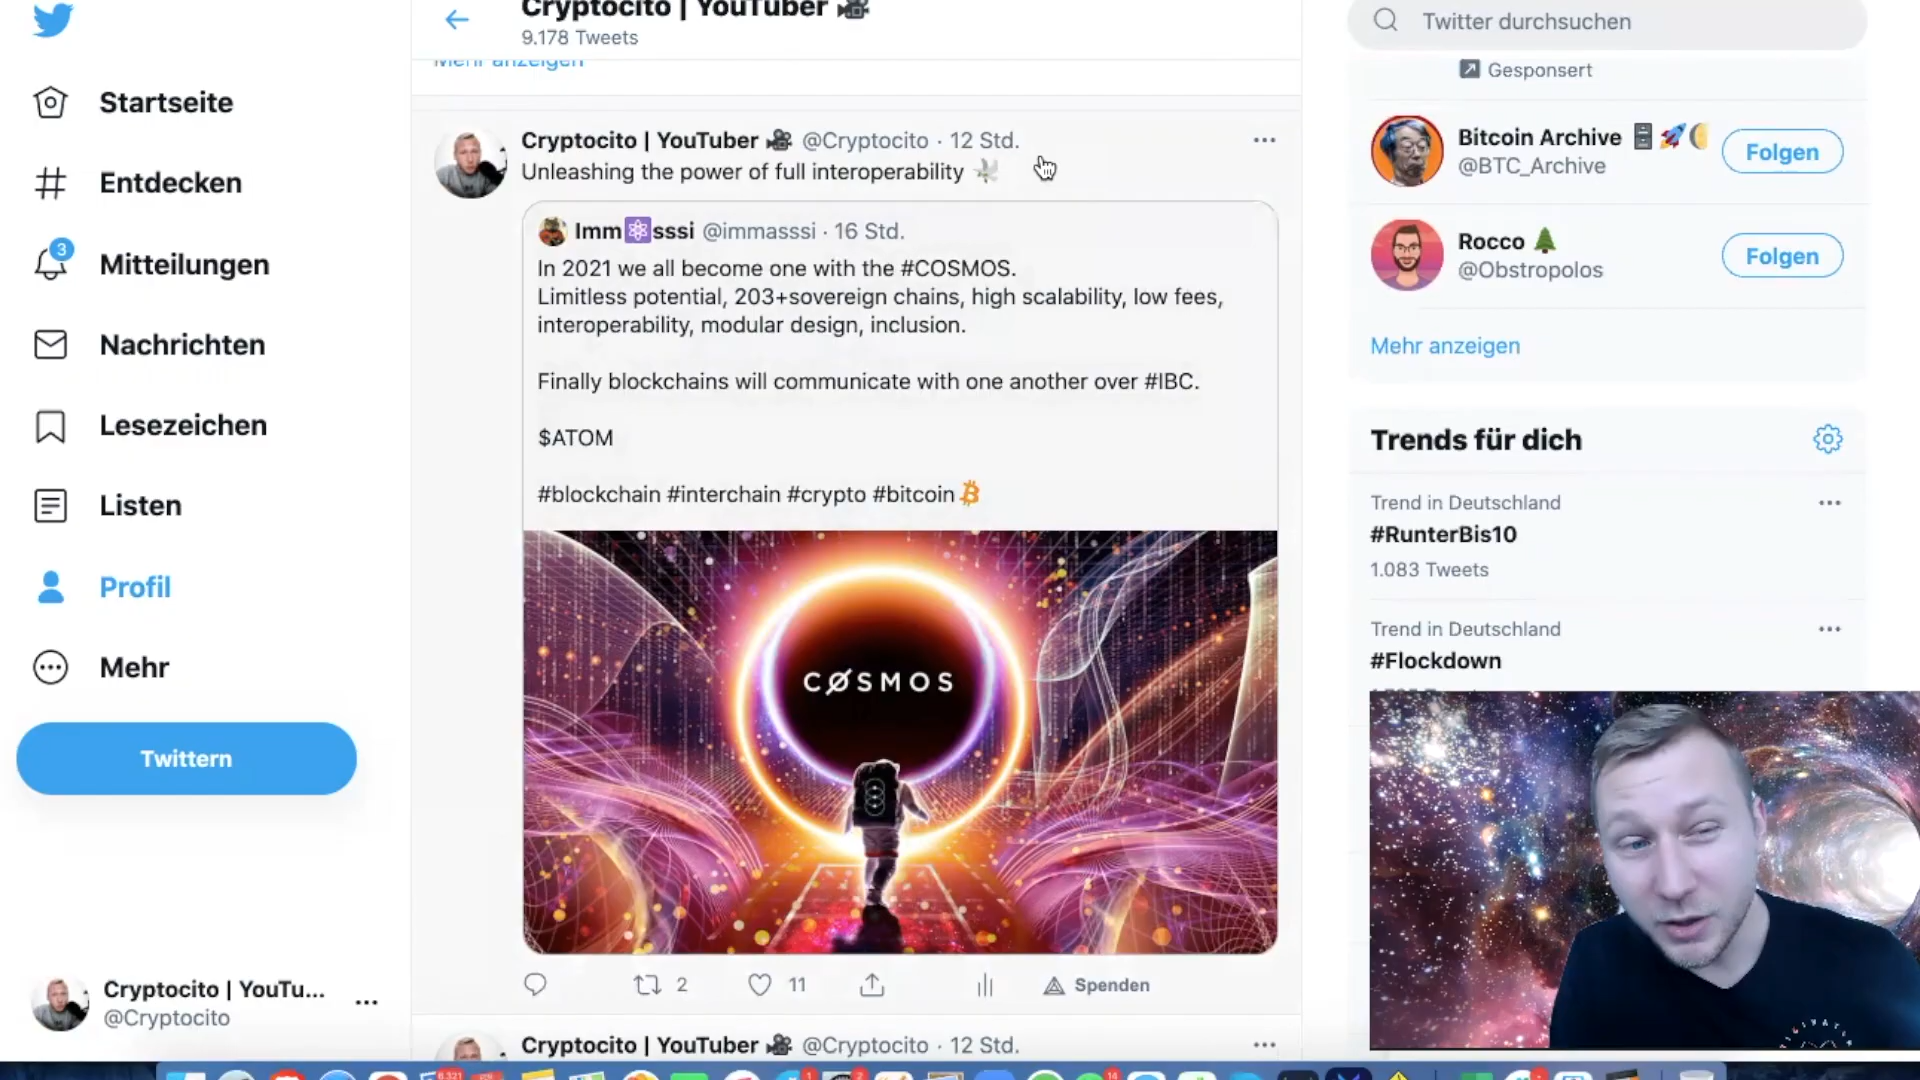 Cryptocito | YouTuber
9.178 Tweets
Mehr anzeigen
Startseite
Entdecken
3
Mitteilungen
Nachrichten
Lesezeichen
Listen
Profil
Mehr
Twittern
Cryptocito | YouTu...
@Cryptocito
Cryptocito | YouTuber @Cryptocito · 12 Std.
Unleashing the power of full interoperability
Imm⚛sssi @immasssi · 16 Std.
In 2021 we all become one with the #COSMOS.
Limitless potential, 203+sovereign chains, high scalability, low fees,
interoperability, modular design, inclusion.
Finally blockchains will communicate with one another over #IBC.
$ATOM
#blockchain #interchain #crypto #bitcoin
CØSMOS
2
11
Spenden
Cryptocito | YouTuber @Cryptocito · 12 Std.
Twitter durchsuchen
Gesponsert
Bitcoin Archive
@BTC_Archive
Folgen
Rocco
@Obstropolos
Folgen
Mehr anzeigen
Trends für dich
Trend in Deutschland
#RunterBis10
1.083 Tweets
Trend in Deutschland
#Flockdown